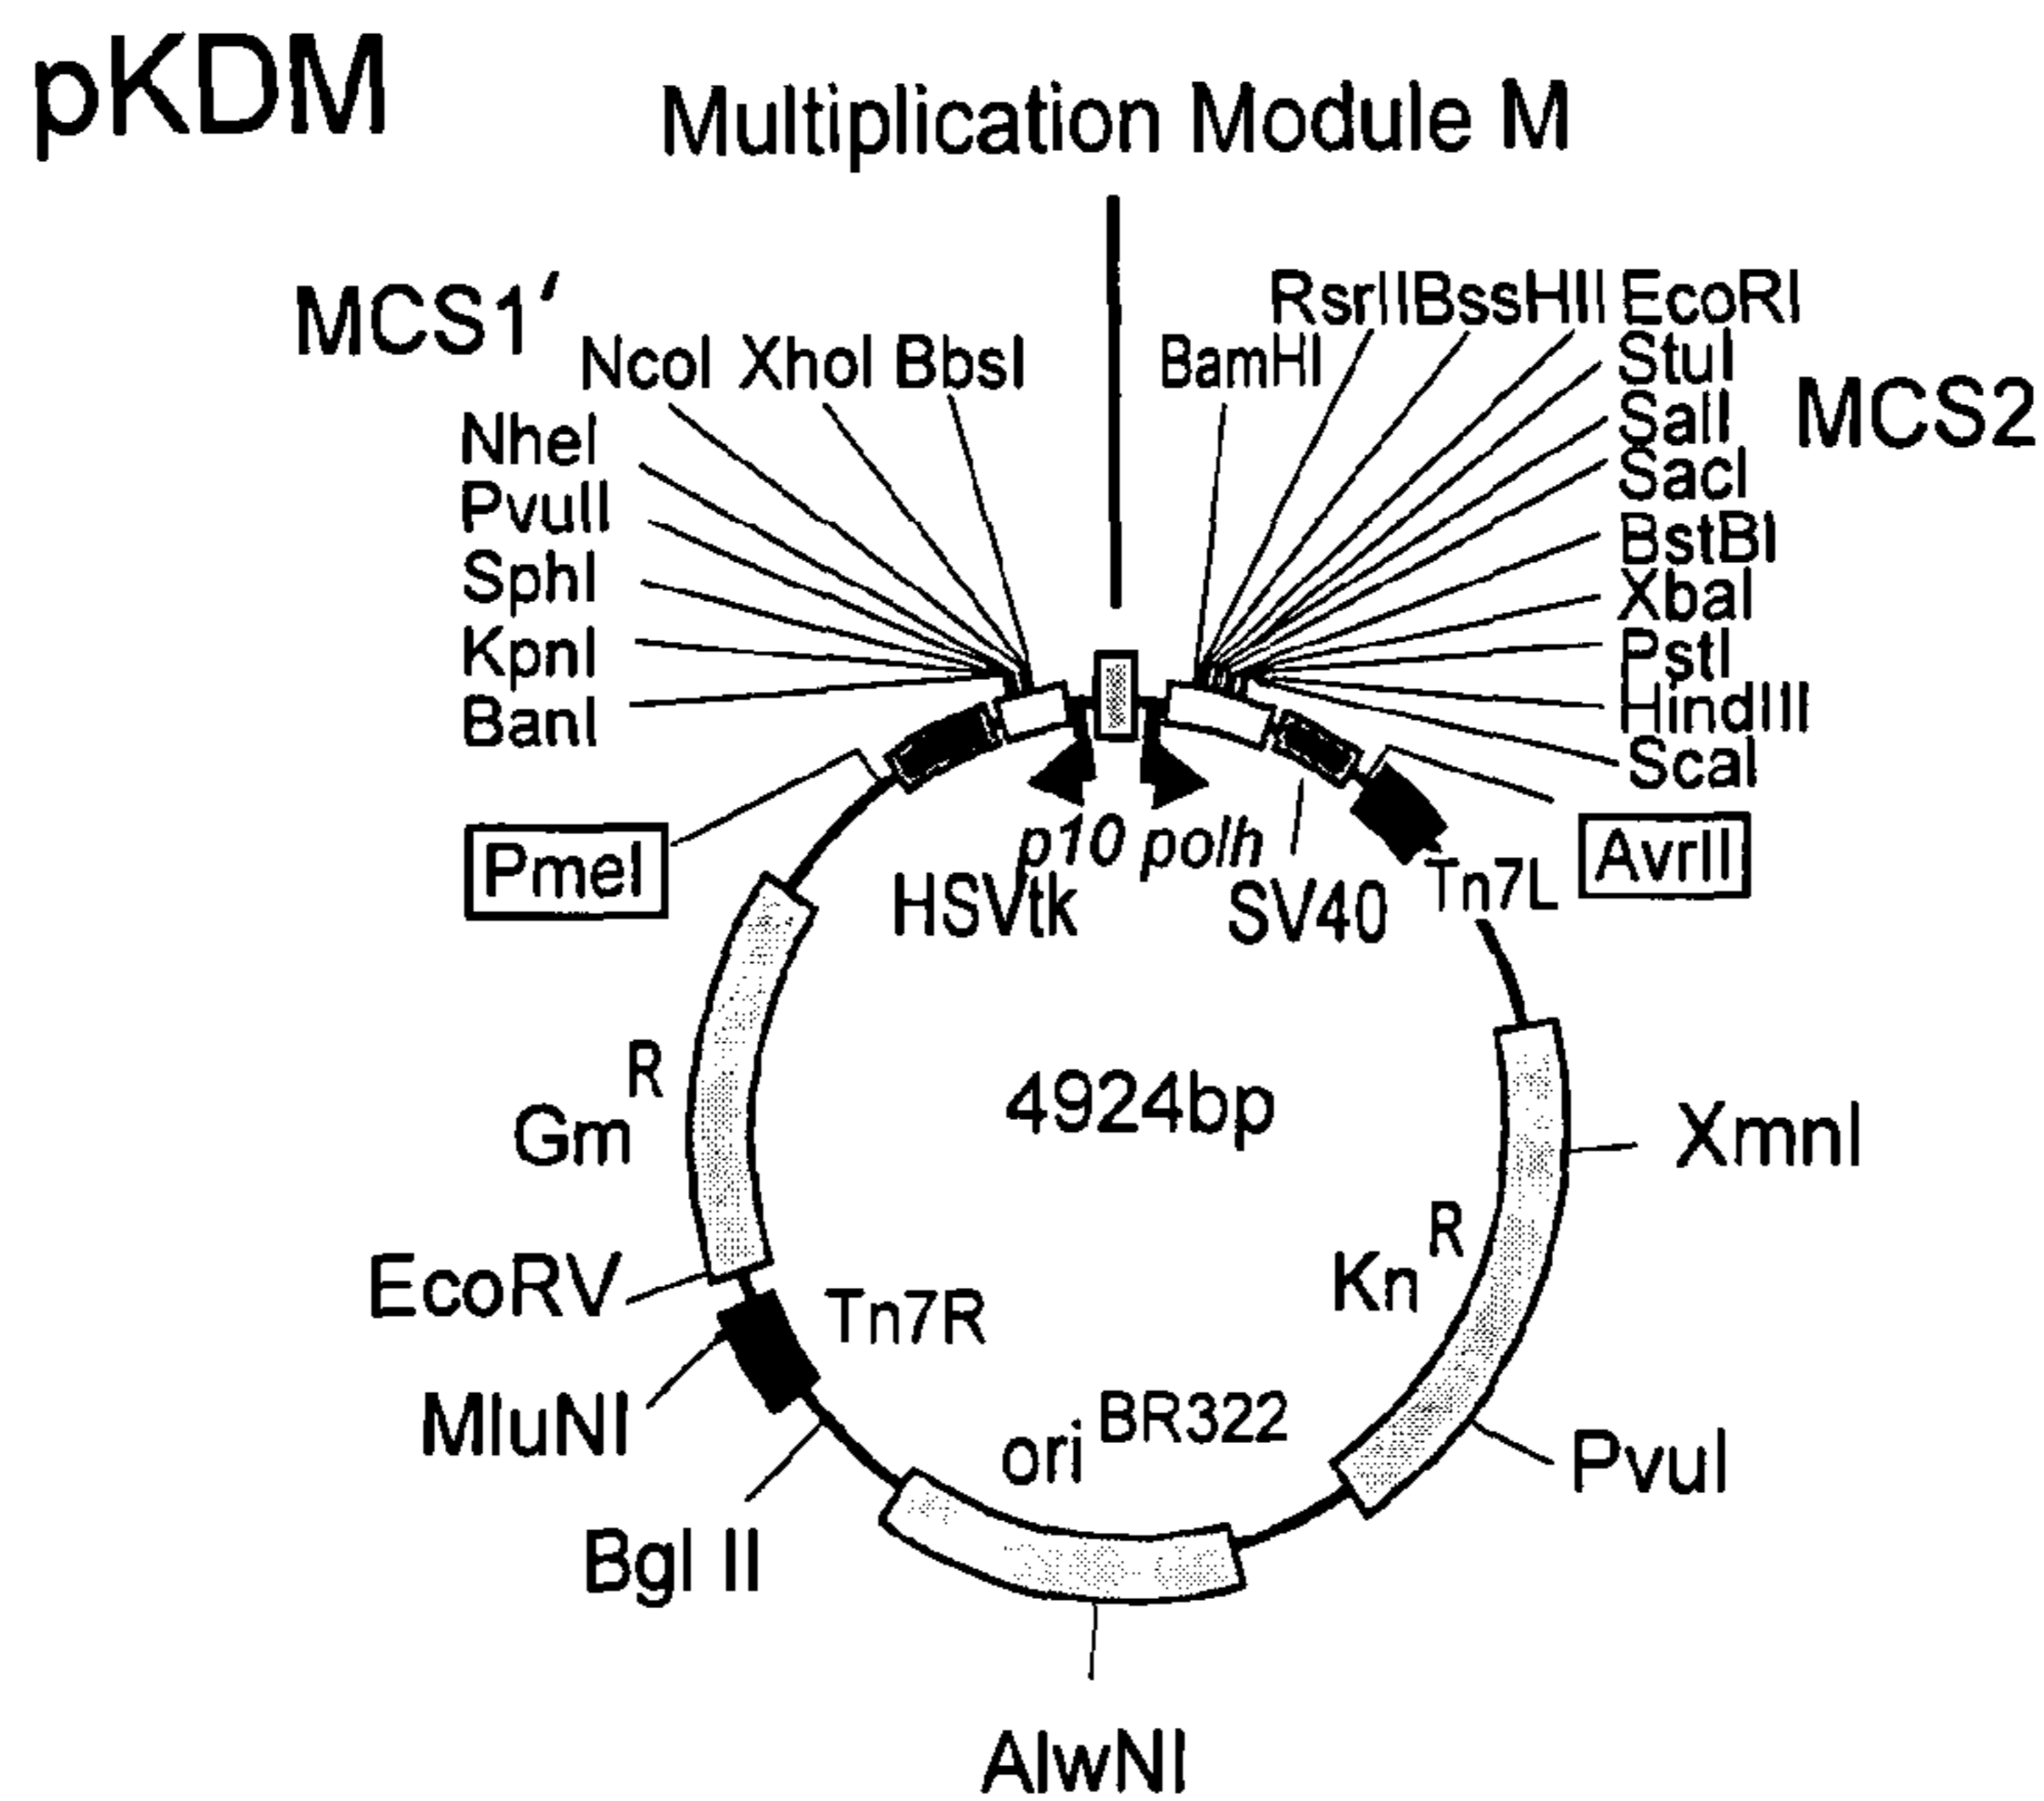 pKDM
Multiplication Module M
MCS1′
NcoI XhoI BbsI
BamHI
RsrII BssHII EcoRI
StuI
SalI
MCS2
SacI
BstBI
XbaI
PstI
HindIII
ScaI
NheI
PvuII
SphI
KpnI
BanI
PmeI
p10 polh
HSVtk
SV40
Tn7L
AvrII
Gm^R
4924bp
XmnI
Kn^R
EcoRV
Tn7R
MluNI
ori^BR322
PvuI
Bgl II
AlwNI